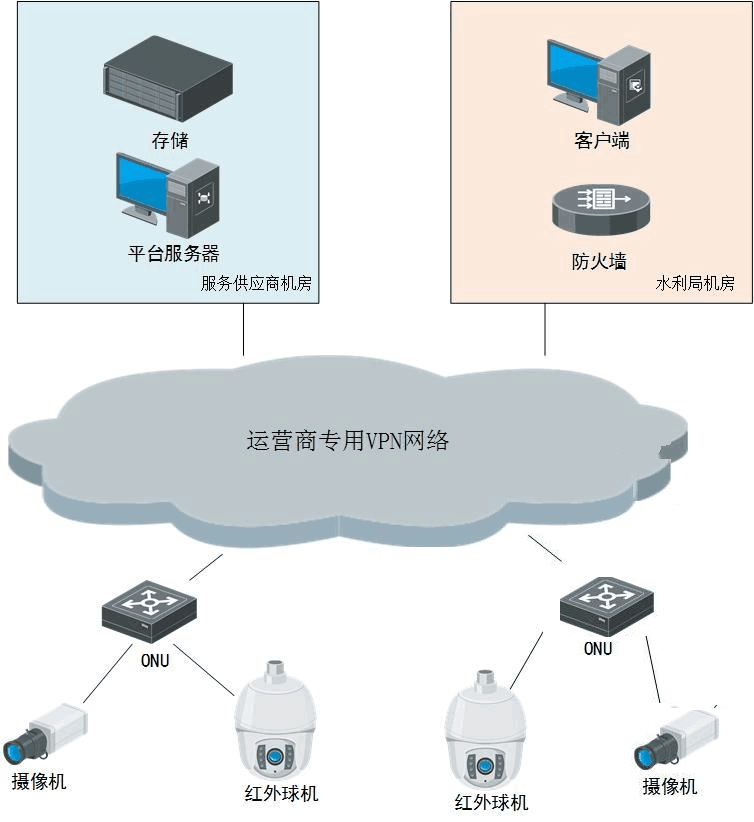 存储
平台服务器
服务供应商机房
客户端
防火墙
水利局机房
运营商专用VPN网络
ONU
摄像机
红外球机
ONU
红外球机
摄像机